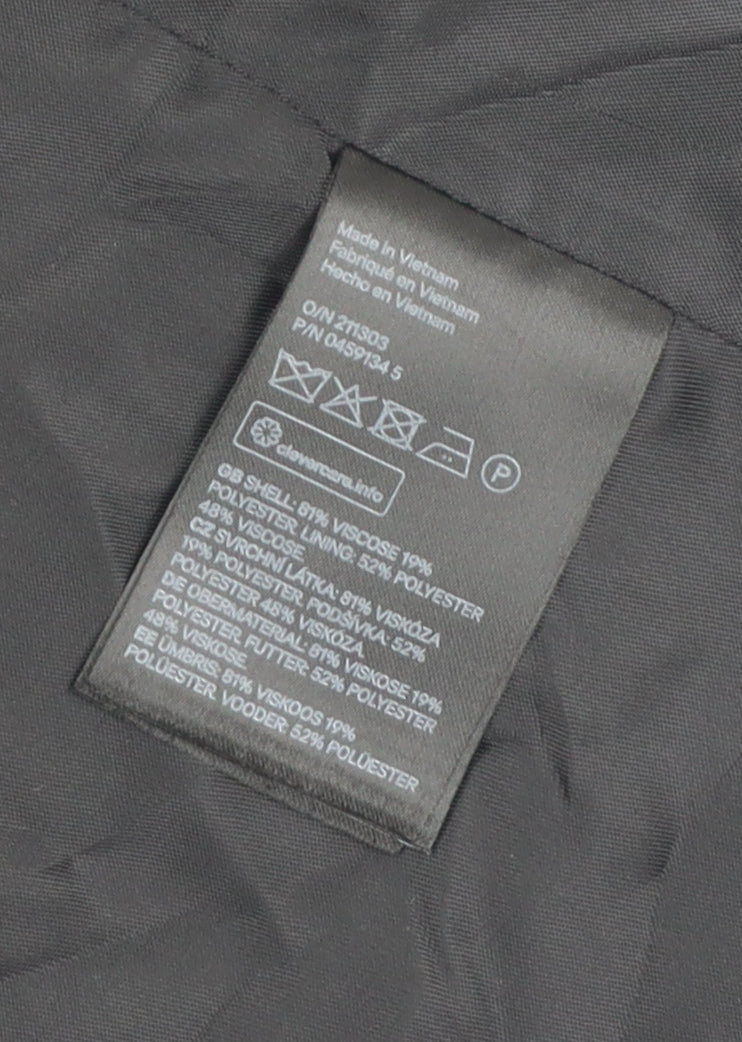 Made in Vietnam
Fabriqué en Vietnam
Hecho en Vietnam
O/N 211303
P/N 0459134 5
P
clevercare.info
GB SHELL: 81% VISCOSE 19%
POLYESTER. LINING: 52% POLYESTER
48% VISCOSE
CZ SVRCHNÍ LÁTKA: 81% VISKÓZA
19% POLYESTER. PODŠÍVKA: 52%
POLYESTER 48% VISKÓZA
DE OBERMATERIAL: 81% VISKOSE 19%
POLYESTER. FUTTER: 52% POLYESTER
48% VISKOSE
EE ÜMBRIS: 81% VISKOOS 19%
POLÜESTER. VOODER: 52% POLÜESTER